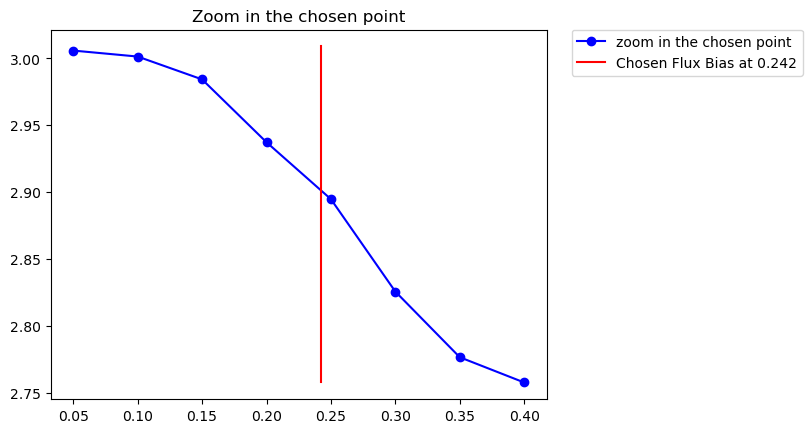 Zoom in the chosen point
zoom in the chosen point
Chosen Flux Bias at 0.242
3.00
2.95
2.90
2.85
2.80
2.75
0.05 0.10 0.15 0.20 0.25 0.30 0.35 0.40